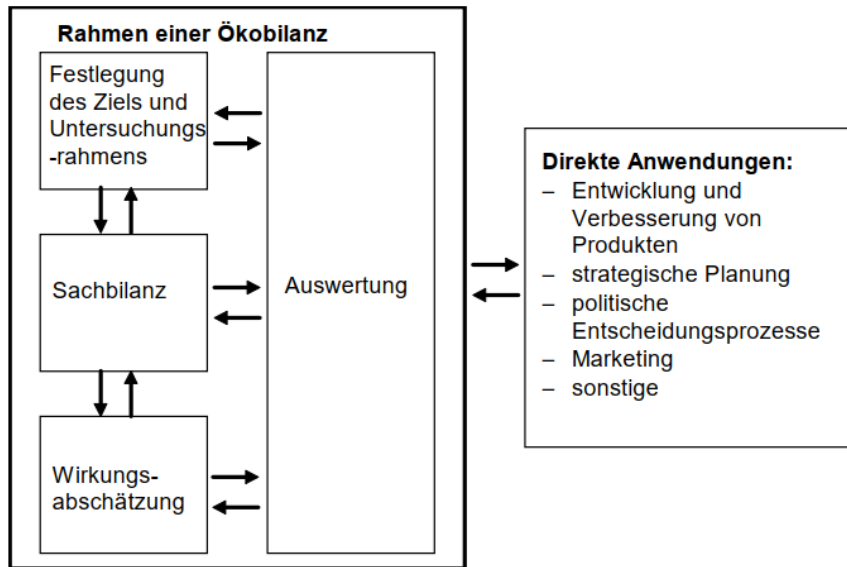 Rahmen einer Ökobilanz
Festlegung
des Ziels und
Untersuchungs
-rahmens
Sachbilanz
Wirkungs-
abschätzung
Auswertung
Direkte Anwendungen:
– Entwicklung und
Verbesserung von
Produkten
– strategische Planung
– politische
Entscheidungsprozesse
– Marketing
– sonstige